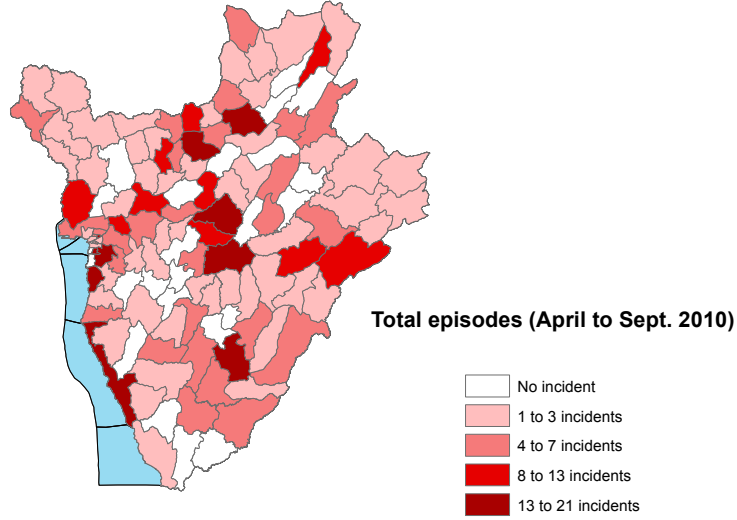 Total episodes (April to Sept. 2010)
No incident
1 to 3 incidents
4 to 7 incidents
8 to 13 incidents
13 to 21 incidents